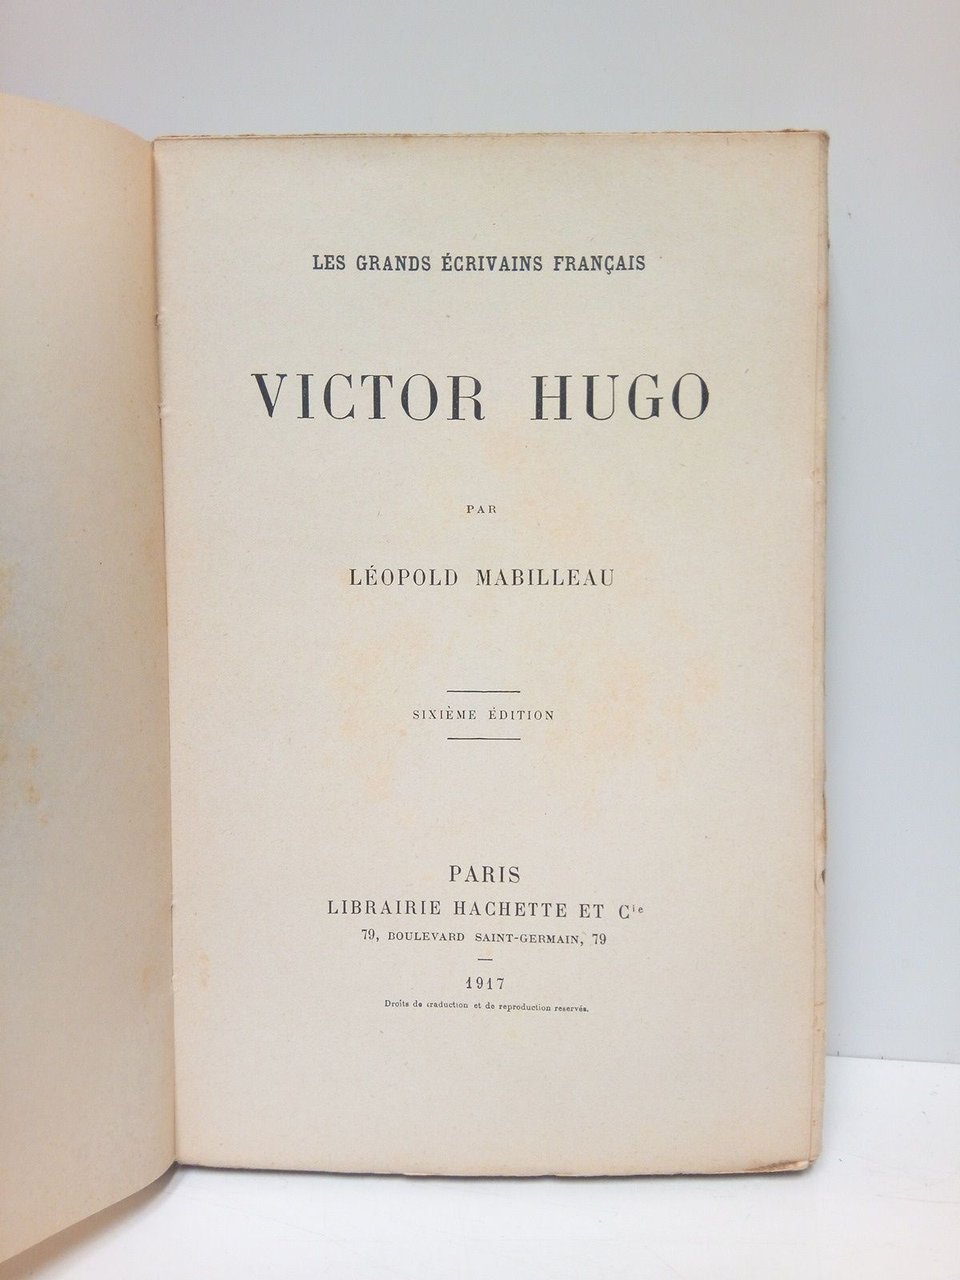 LES GRANDS ÉCRIVAINS FRANÇAIS
VICTOR HUGO
PAR
LÉOPOLD MABILLEAU
SIXIÈME ÉDITION
PARIS
LIBRAIRIE HACHETTE ET Cie
79, BOULEVARD SAINT-GERMAIN, 79
1917
Droits de traduction et de reproduction reservés.